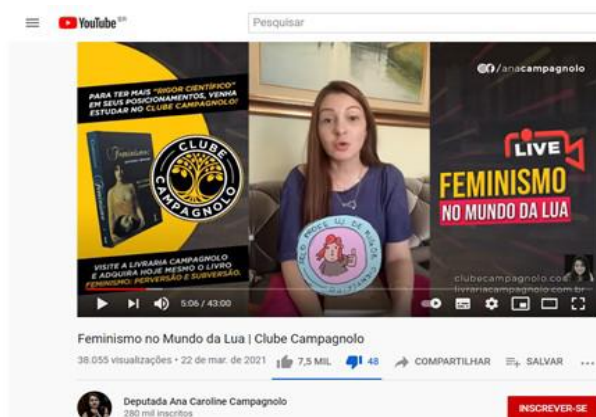 YouTube BR
Pesquisar
PARA TER MAIS "RIGOR CIENTÍFICO"
EM SEUS POSICIONAMENTOS, VENHA
ESTUDAR NO CLUBE CAMPAGNOLO!
Feminismo:
CLUBE
CAMPAGNOLO
VISITE A LIVRARIA CAMPAGNOLO
E ADQUIRA HOJE MESMO O LIVRO
FEMINISMO: PERVERSÃO E SUBVERSÃO.
/anacampagnolo
LIVE
FEMINISMO
NO MUNDO DA LUA
clubecampagnolo.com
livrariacampagnolo.com.br
5:06 / 43:00
Feminismo no Mundo da Lua | Clube Campagnolo
38.055 visualizações • 22 de mar. de 2021
7,5 MIL
48
COMPARTILHAR
SALVAR
...
Deputada Ana Caroline Campagnolo
280 mil inscritos
INSCREVER-SE